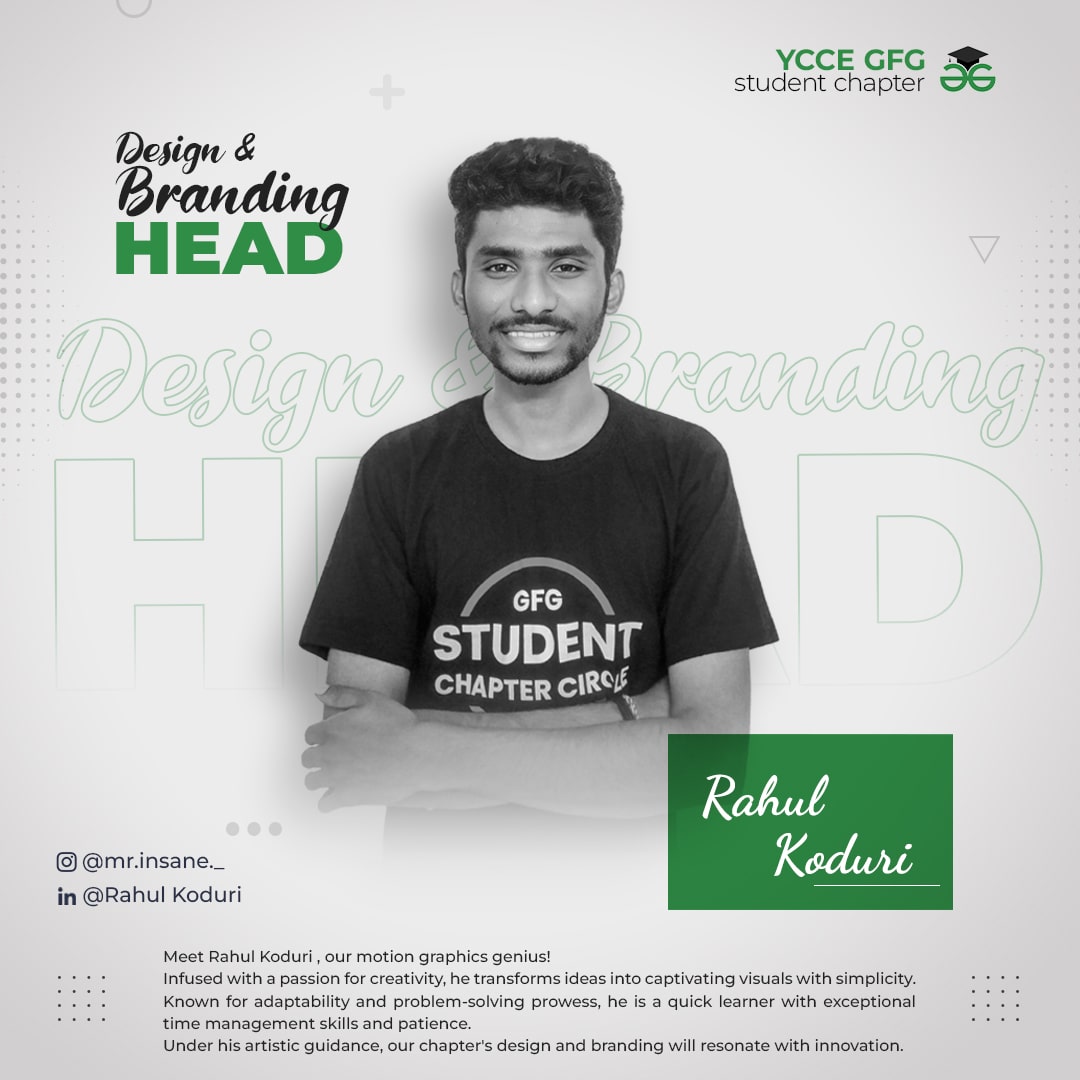 YCCE GFG
student chapter
Design &
Branding
HEAD
Design & Branding
HEAD
GFG
STUDENT
CHAPTER CIRCLE
Rahul
Koduri
@mr.insane._
in @Rahul Koduri
Meet Rahul Koduri , our motion graphics genius!
Infused with a passion for creativity, he transforms ideas into captivating visuals with simplicity.
Known for adaptability and problem-solving prowess, he is a quick learner with exceptional
time management skills and patience.
Under his artistic guidance, our chapter's design and branding will resonate with innovation.